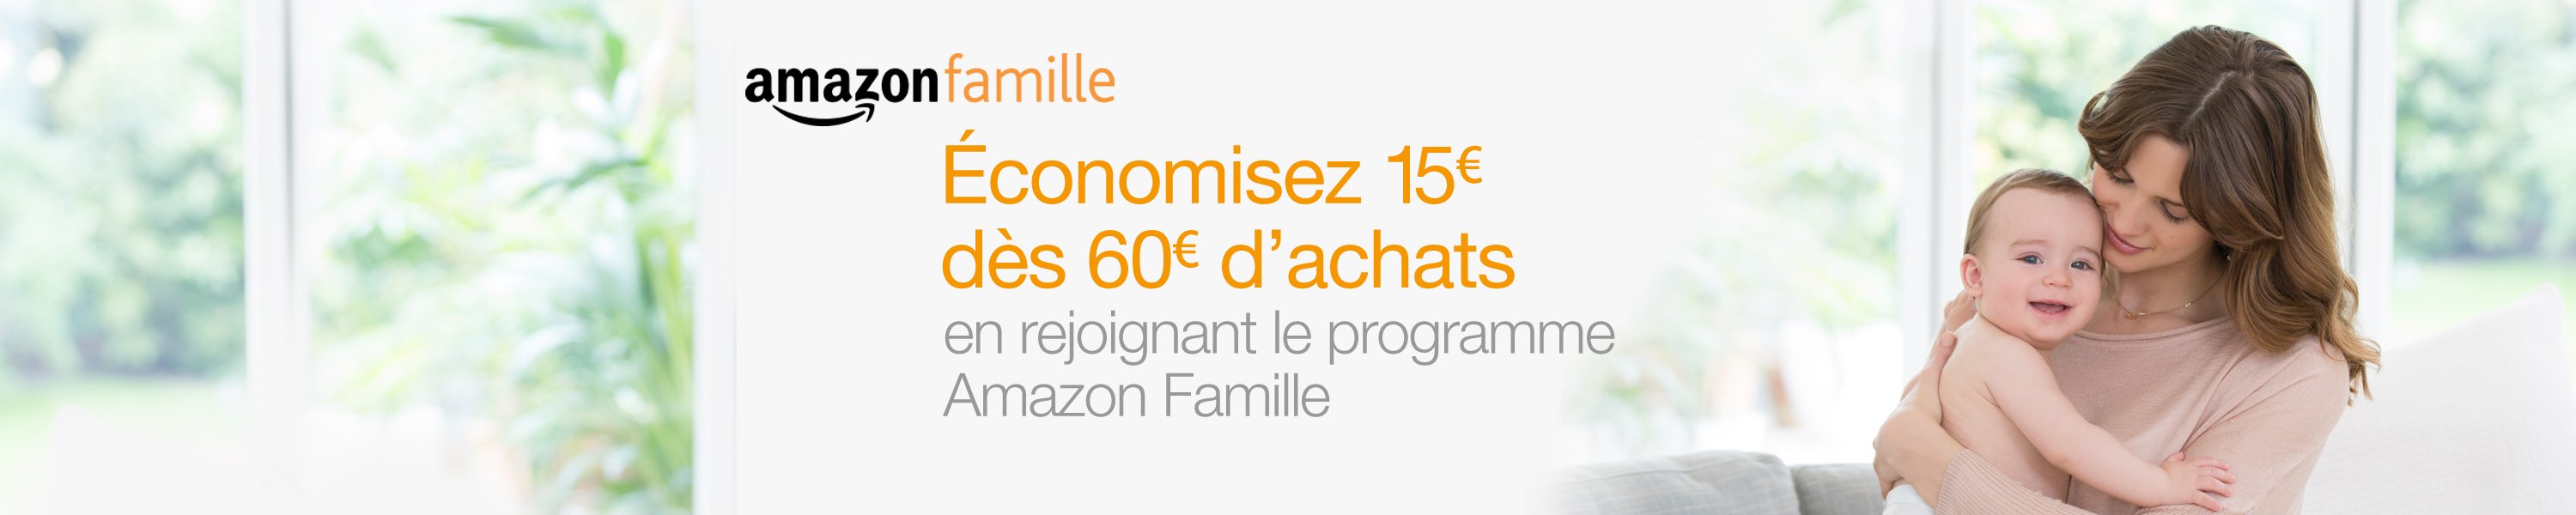 amazonfamille
Économisez 15€
dès 60€ d’achats
en rejoignant le programme
Amazon Famille